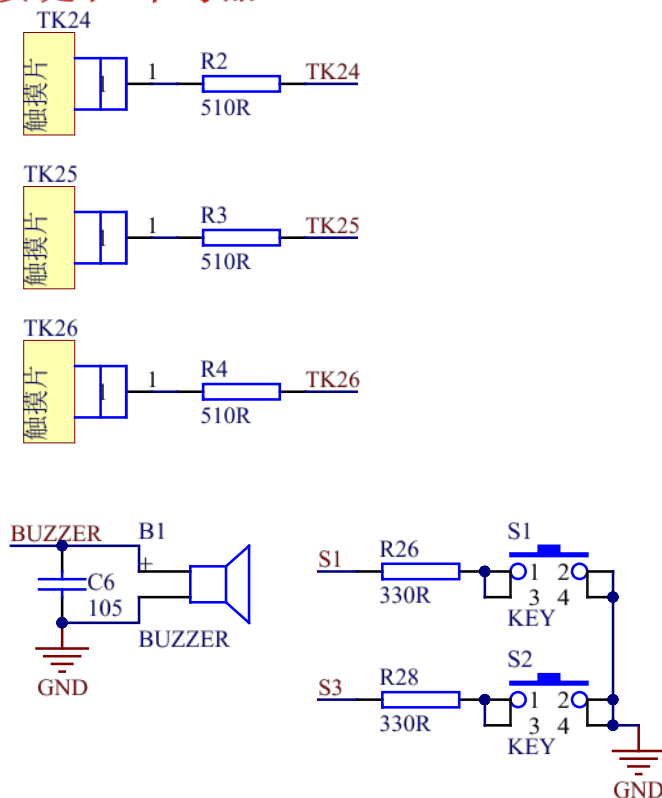 TK24
触摸片
1
1
R2
510R
TK24
TK25
触摸片
1
1
R3
510R
TK25
TK26
触摸片
1
1
R4
510R
TK26
BUZZER
B1
+
C6
105
BUZZER
GND
S1
R26
330R
S1
1 2
3 4
KEY
S3
R28
330R
S2
1 2
3 4
KEY
GND